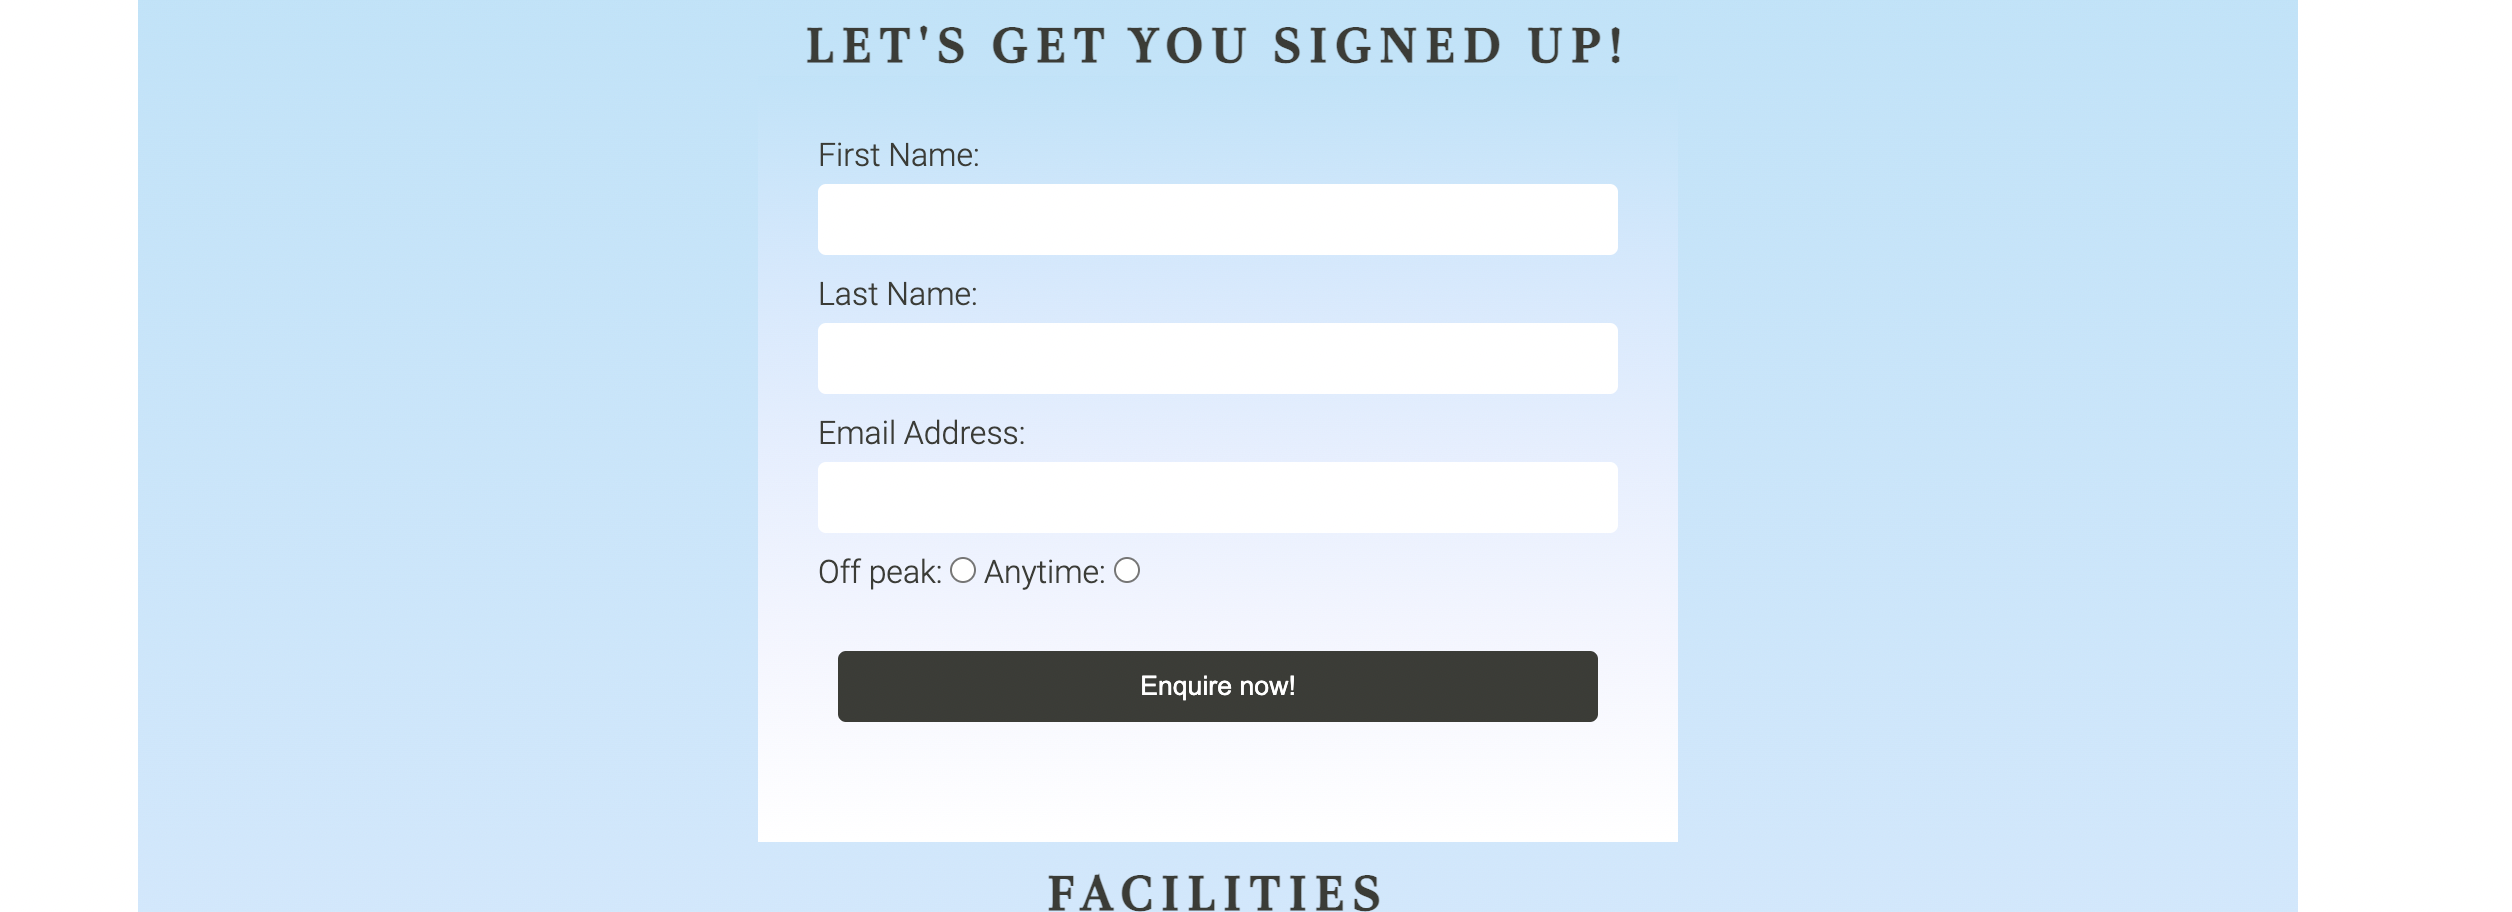 LET'S GET YOU SIGNED UP!
First Name:
Last Name:
Email Address:
Off peak: Anytime:
Enquire now!
FACILITIES